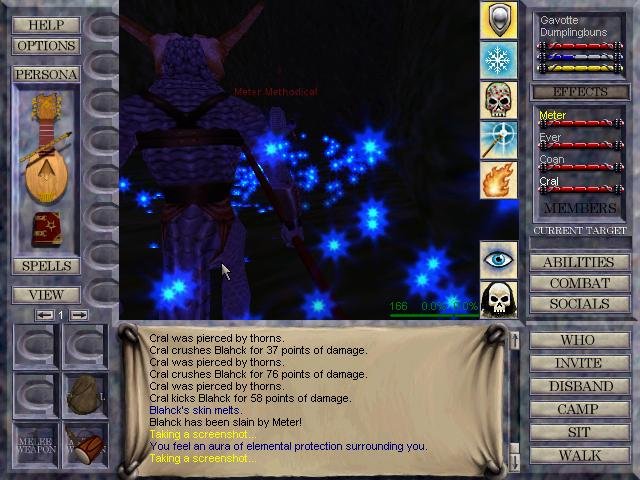 HELP
OPTIONS
PERSONA
SPELLS
VIEW
1
MELEE
WEAPON
Meter Methodical
166 0.0% 0.0%
Cral was pierced by thorns.
Cral crushes Blahck for 37 points of damage.
Cral was pierced by thorns.
Cral crushes Blahck for 76 points of damage.
Cral was pierced by thorns.
Cral kicks Blahck for 58 points of damage.
Blahck's skin melts.
Blahck has been slain by Meter!
Taking a screenshot...
You feel an aura of elemental protection surrounding you.
Taking a screenshot...
Gavotte
Dumplingbuns
EFFECTS
Meter
Ever
Coan
Cral
MEMBERS
CURRENT TARGET
ABILITIES
COMBAT
SOCIALS
WHO
INVITE
DISBAND
CAMP
SIT
WALK